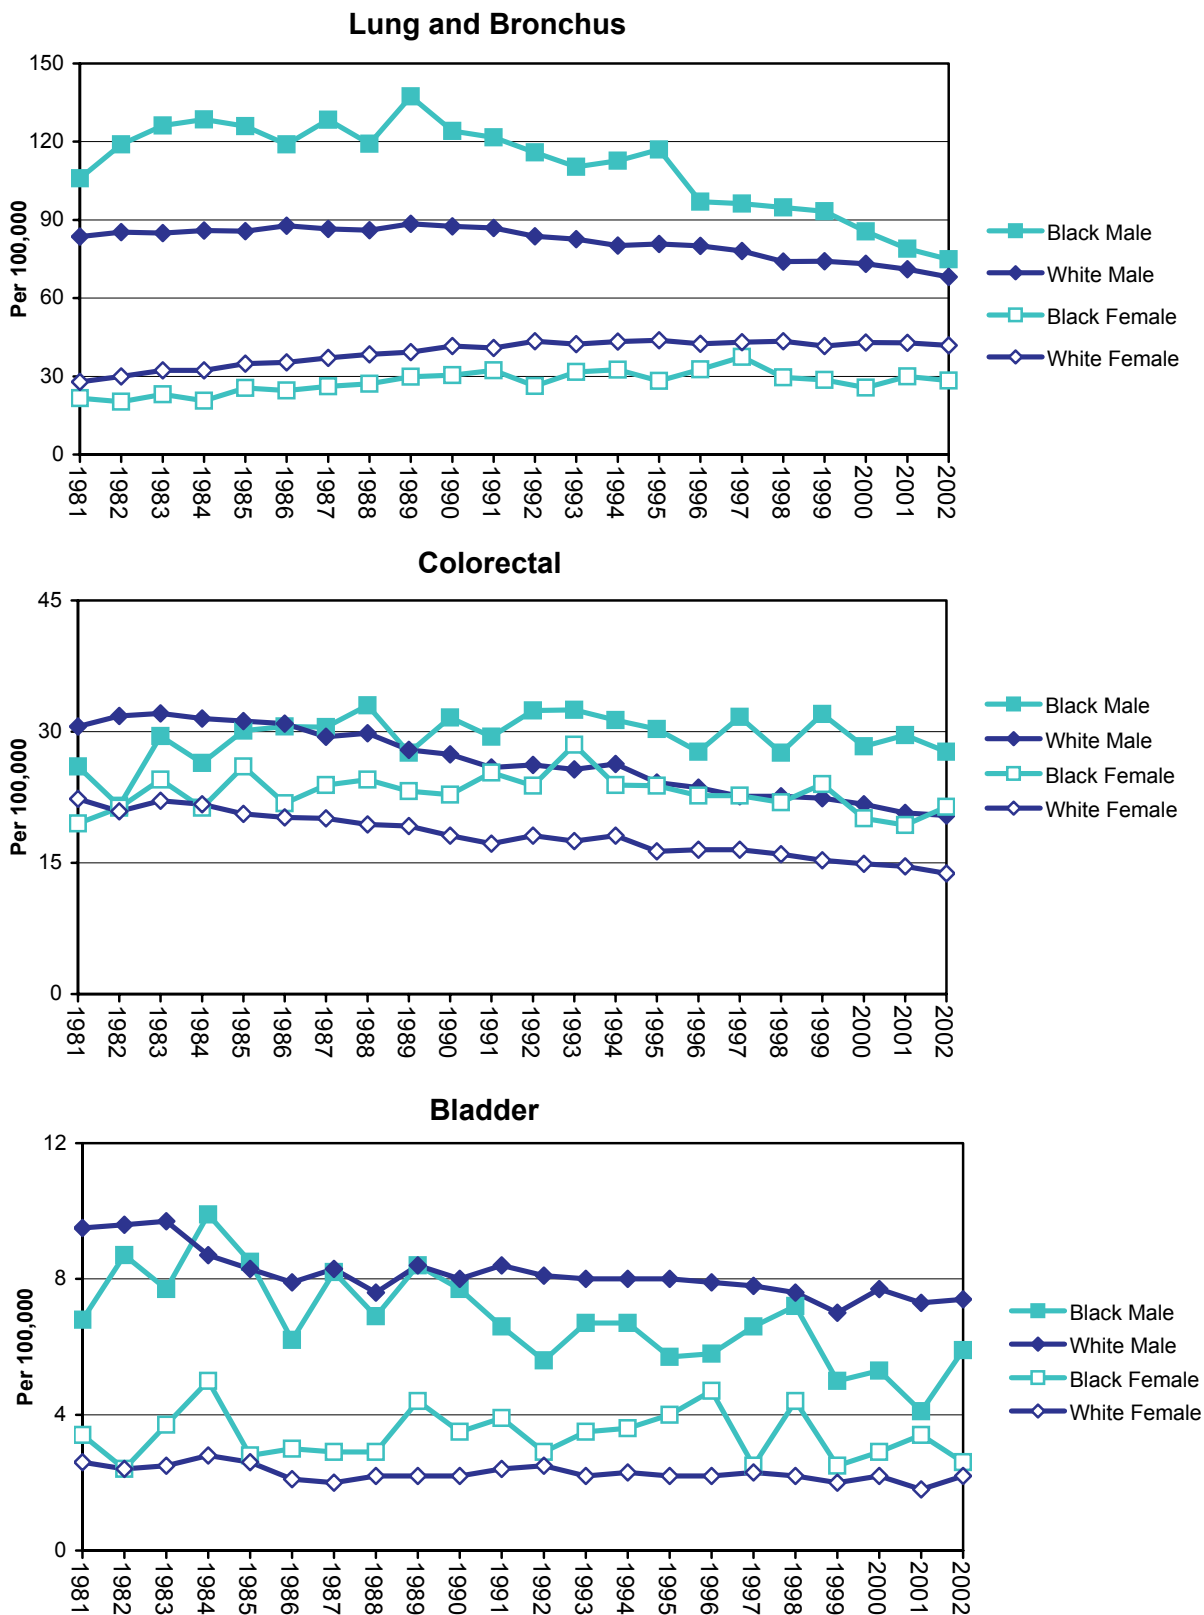 Lung and Bronchus
150
120
90
60
30
0
Per 100,000
1981 1982 1983 1984 1985 1986 1987 1988 1989 1990 1991 1992 1993 1994 1995 1996 1997 1998 1999 2000 2001 2002
Black Male
White Male
Black Female
White Female
Colorectal
45
30
15
0
Per 100,000
1981 1982 1983 1984 1985 1986 1987 1988 1989 1990 1991 1992 1993 1994 1995 1996 1997 1998 1999 2000 2001 2002
Black Male
White Male
Black Female
White Female
Bladder
12
8
4
0
Per 100,000
1981 1982 1983 1984 1985 1986 1987 1988 1989 1990 1991 1992 1993 1994 1995 1996 1997 1998 1999 2000 2001 2002
Black Male
White Male
Black Female
White Female